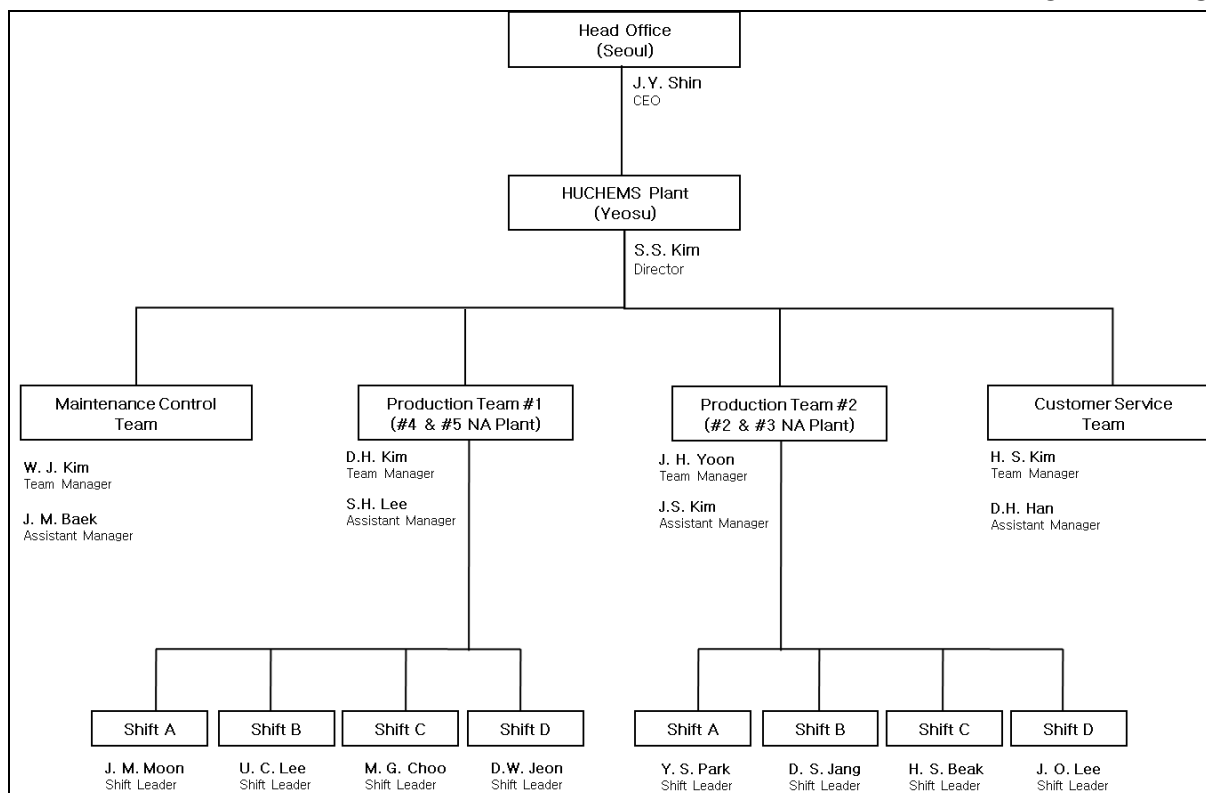 Head Office
(Seoul)
J.Y. Shin
CEO
HUCHEMS Plant
(Yeosu)
S.S. Kim
Director
Maintenance Control
Team
W. J. Kim
Team Manager
J. M. Baek
Assistant Manager
Production Team #1
(#4 & #5 NA Plant)
D.H. Kim
Team Manager
S.H. Lee
Assistant Manager
Production Team #2
(#2 & #3 NA Plant)
J. H. Yoon
Team Manager
J.S. Kim
Assistant Manager
Customer Service
Team
H. S. Kim
Team Manager
D.H. Han
Assistant Manager
Shift A
J. M. Moon
Shift Leader
Shift B
U. C. Lee
Shift Leader
Shift C
M. G. Choo
Shift Leader
Shift D
D.W. Jeon
Shift Leader
Shift A
Y. S. Park
Shift Leader
Shift B
D. S. Jang
Shift Leader
Shift C
H. S. Beak
Shift Leader
Shift D
J. O. Lee
Shift Leader